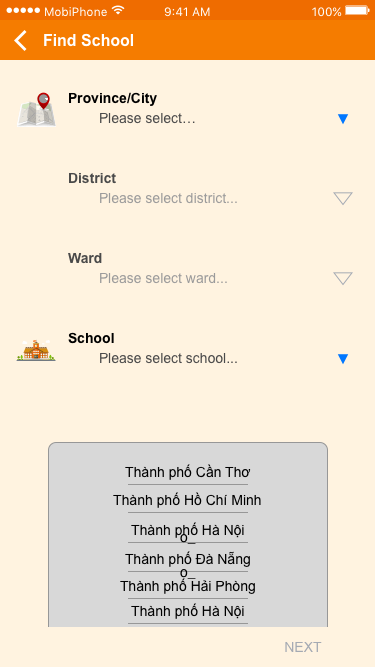 MobiPhone 9:41 AM 100%
Find School
Province/City
Please select…
District
Please select district...
Ward
Please select ward...
School
Please select school...
Thành phố Cần Thơ
Thành phố Hồ Chí Minh
Thành phố Hà Nội
o_
Thành phố Đà Nẵng
o_
Thành phố Hải Phòng
Thành phố Hà Nội
NEXT